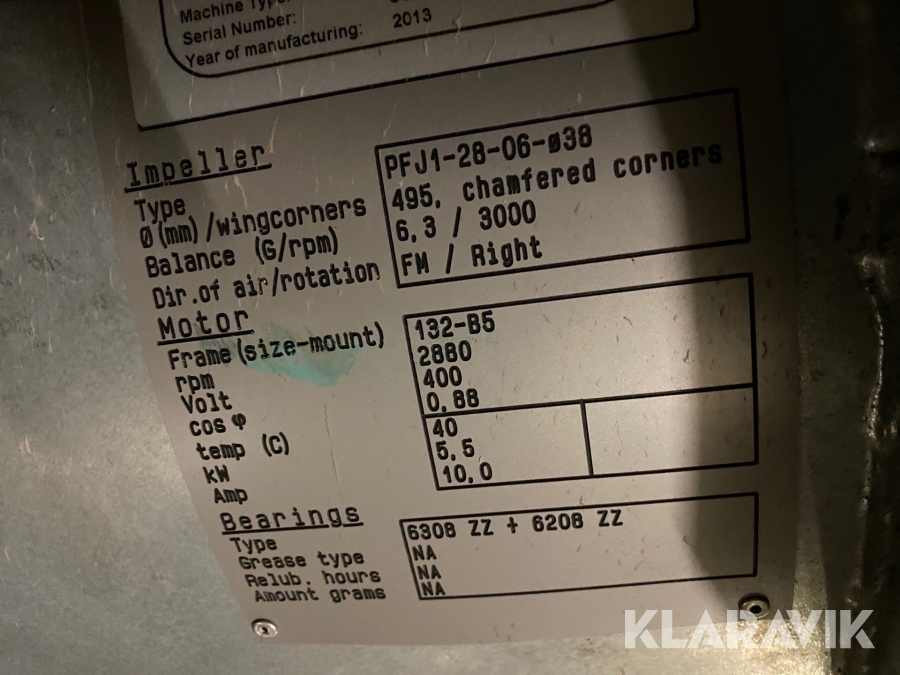 Machine Type:
Serial Number:
Year of manufacturing: 2013
Impeller
Type PFJ1-28-06-ø38
Ø(mm)/wingcorners 495, chamfered corners
Balance (G/rpm) 6,3 / 3000
Dir.of air/rotation FM / Right
Motor
Frame(size-mount) 132-B5
rpm 2880
Volt 400
cos φ 0,88
temp (C) 40
kW 5,5
Amp 10,0
Bearings
Type 6308 ZZ + 6208 ZZ
Grease type NA
Relub. hours NA
Amount grams NA
KLARAVIK